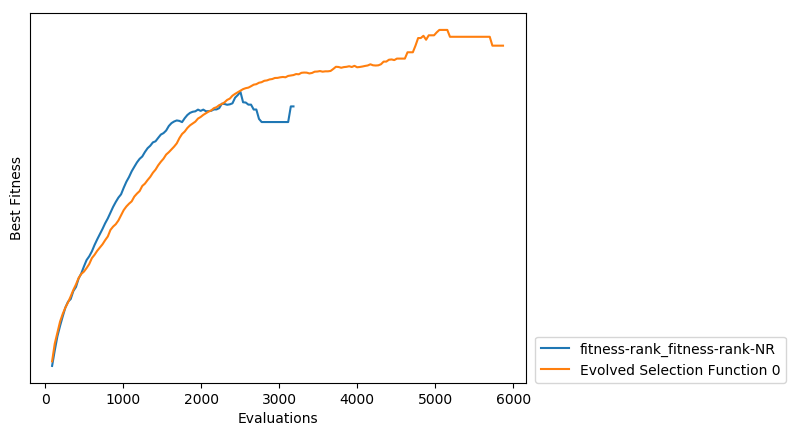 Best Fitness
0
1000
2000
3000
4000
5000
6000
Evaluations
fitness-rank_fitness-rank-NR
Evolved Selection Function 0